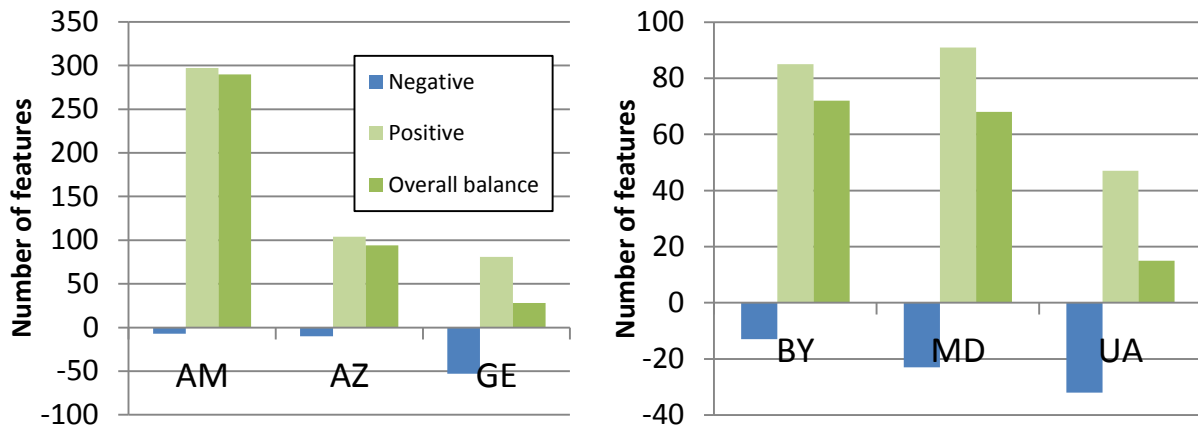 Number of features
350
300
250
200
150
100
50
0
-50
-100
AM AZ GE
Negative
Positive
Overall balance
Number of features
100
80
60
40
20
0
-20
-40
BY MD UA